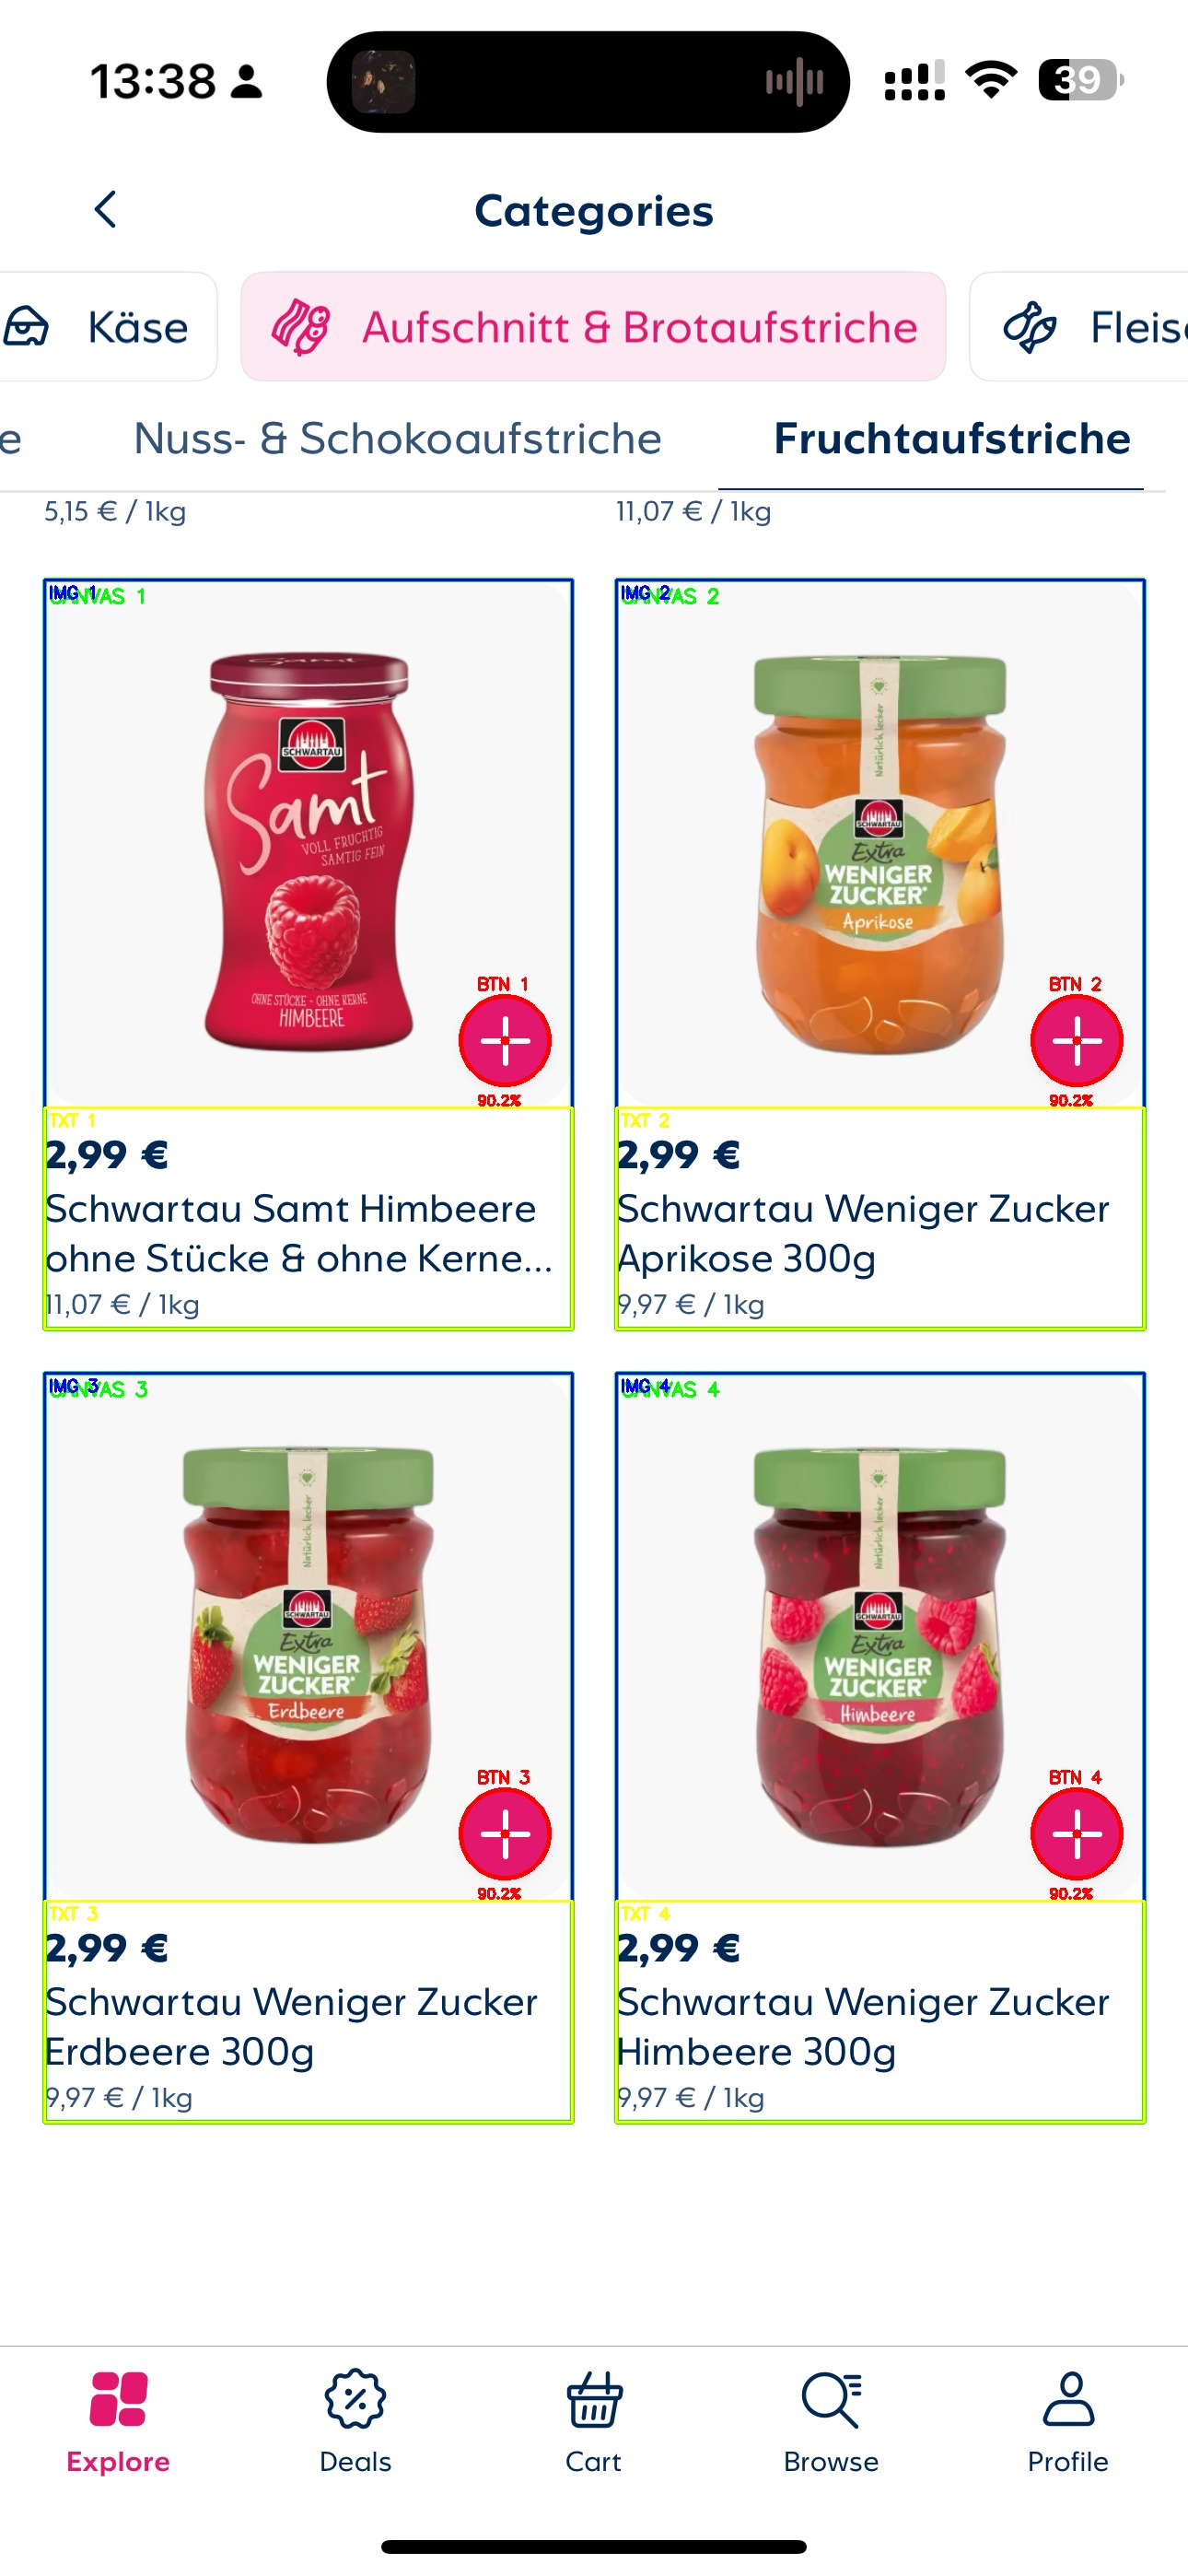 13:38
39
Categories
Käse
Aufschnitt & Brotaufstriche
e
Nuss- & Schokoaufstriche
Fruchtaufstriche
5,15 € / 1kg
11,07 € / 1kg
IMG 1
CANVAS 1
SCHWARTAU
Samt
VOLL FRUCHTIG
SAMTIG FEIN
OHNE STÜCKE - OHNE KERNE
HIMBEERE
BTN 1
90.2%
TXT 1
2,99 €
Schwartau Samt Himbeere
ohne Stücke & ohne Kerne...
11,07 € / 1kg
IMG 2
CANVAS 2
Natürlich lecker
SCHWARTAU
Extra
WENIGER
ZUCKER*
Aprikose
BTN 2
90.2%
TXT 2
2,99 €
Schwartau Weniger Zucker
Aprikose 300g
9,97 € / 1kg
IMG 3
CANVAS 3
Natürlich lecker
SCHWARTAU
Extra
WENIGER
ZUCKER*
Erdbeere
BTN 3
90.2%
TXT 3
2,99 €
Schwartau Weniger Zucker
Erdbeere 300g
9,97 € / 1kg
IMG 4
CANVAS 4
Natürlich lecker
SCHWARTAU
Extra
WENIGER
ZUCKER*
Himbeere
BTN 4
90.2%
TXT 4
2,99 €
Schwartau Weniger Zucker
Himbeere 300g
9,97 € / 1kg
Explore
Deals
Cart
Browse
Profile